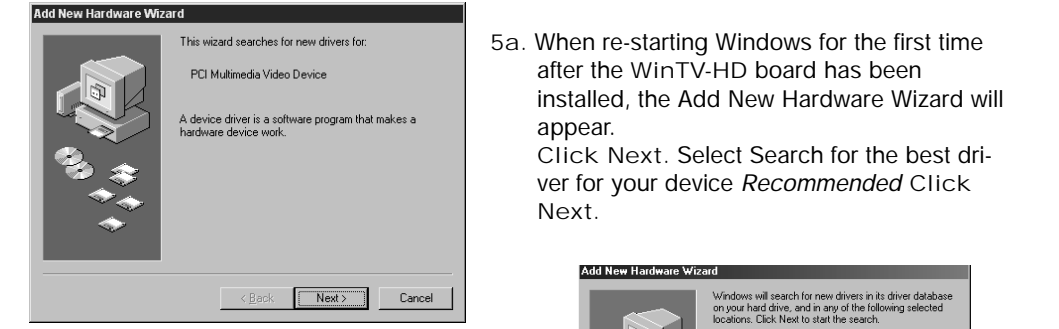 Add New Hardware Wizard
This wizard searches for new drivers for:
PCI Multimedia Video Device
A device driver is a software program that makes a
hardware device work.
< Back
Next >
Cancel
5a. When re-starting Windows for the first time
after the WinTV-HD board has been
installed, the Add New Hardware Wizard will
appear.
Click Next. Select Search for the best dri-
ver for your device Recommended Click
Next.
Add New Hardware Wizard
Windows will search for new drivers in its driver database
on your hard drive, and in any of the following selected
locations. Click Next to start the search.